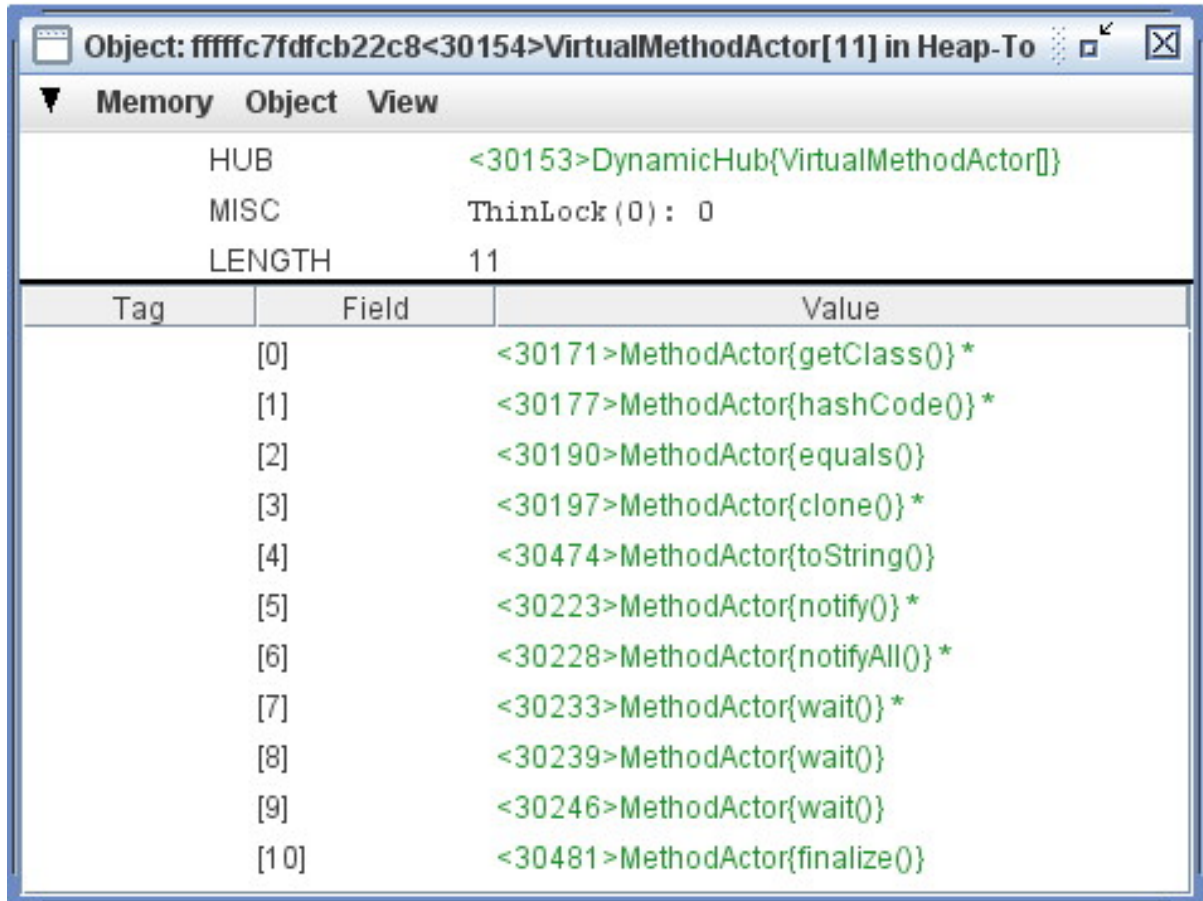 Object: fffffc7fdfcb22c8<30154>VirtualMethodActor[11] in Heap-To
Memory Object View
HUB <30153>DynamicHub{VirtualMethodActor[]}
MISC ThinLock(0): 0
LENGTH 11
Tag Field Value
[0] <30171>MethodActor{getClass()} *
[1] <30177>MethodActor{hashCode()} *
[2] <30190>MethodActor{equals()}
[3] <30197>MethodActor{clone()} *
[4] <30474>MethodActor{toString()}
[5] <30223>MethodActor{notify()} *
[6] <30228>MethodActor{notifyAll()} *
[7] <30233>MethodActor{wait()} *
[8] <30239>MethodActor{wait()}
[9] <30246>MethodActor{wait()}
[10] <30481>MethodActor{finalize()}